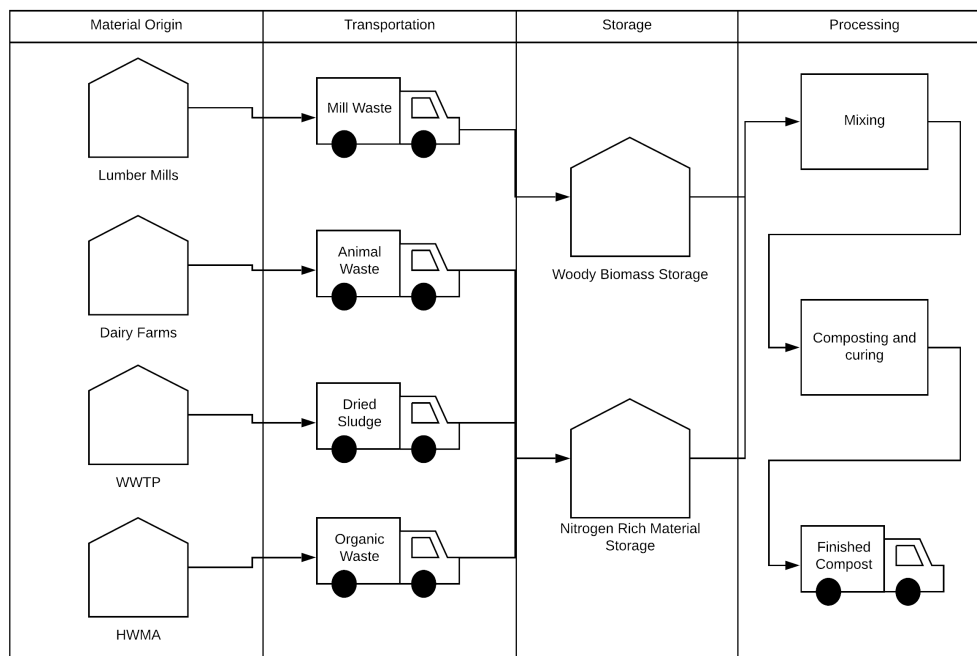 Material Origin
Transportation
Storage
Processing
Mill Waste
Mixing
Lumber Mills
Animal
Waste
Woody Biomass Storage
Dairy Farms
Composting and
curing
Dried
Sludge
WWTP
Nitrogen Rich Material
Storage
Organic
Waste
Finished
Compost
HWMA